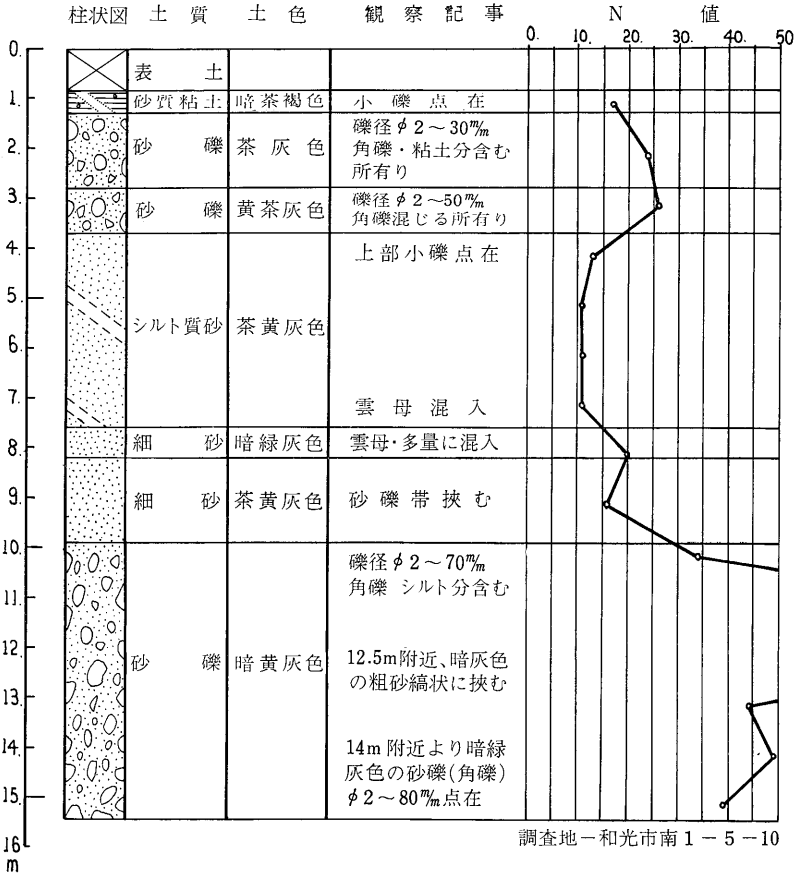 柱状図 土質 土色 観察記事 N 値
0. 10. 20. 30. 40. 50
0.
1.
2.
3.
4.
5.
6.
7.
8.
9.
10.
11.
12.
13.
14.
15.
16
m
表土
砂質粘土 暗茶褐色 小礫点在
砂礫 茶灰色
礫径φ2～30m/m
角礫・粘土分含む
所有り
砂礫 黄茶灰色
礫径φ2～50m/m
角礫混じる所有り
シルト質砂 茶黄灰色
上部小礫点在
雲母混入
細砂 暗緑灰色 雲母・多量に混入
細砂 茶黄灰色 砂礫帯挟む
砂礫 暗黄灰色
礫径φ2～70m/m
角礫 シルト分含む
12.5m附近、暗灰色
の粗砂縞状に挟む
14m附近より暗緑
灰色の砂礫(角礫)
φ2～80m/m点在
調査地－和光市南1－5－10